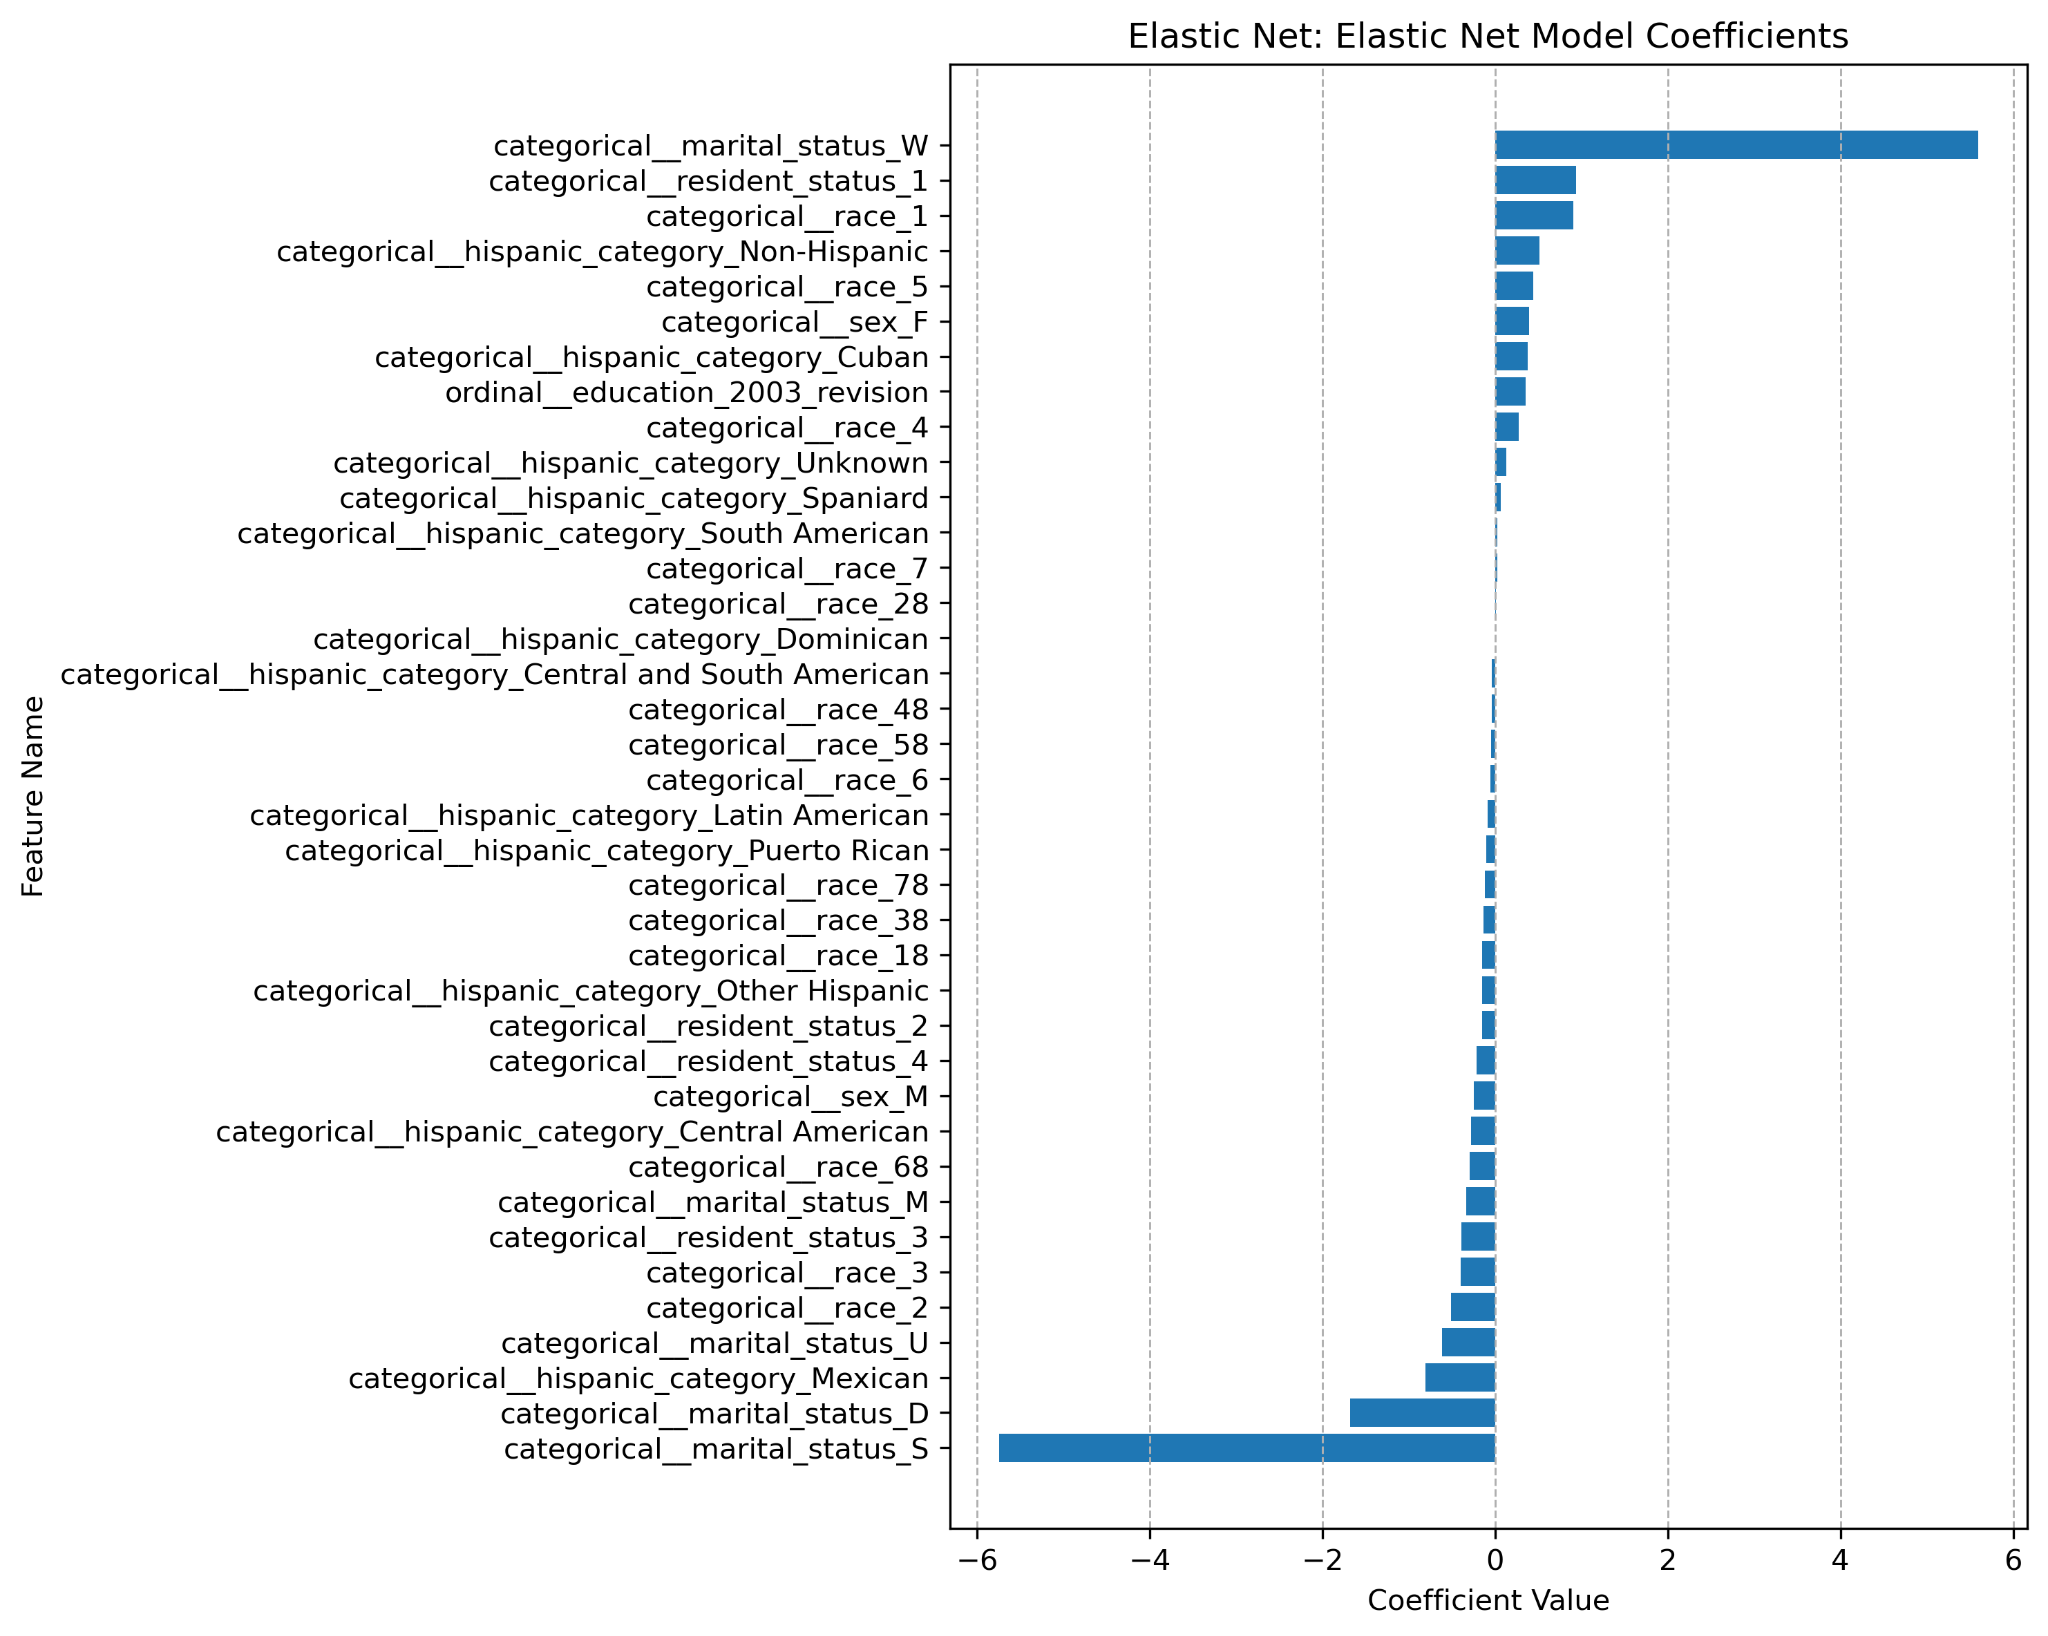 Elastic Net: Elastic Net Model Coefficients
categorical__marital_status_W
categorical__resident_status_1
categorical__race_1
categorical__hispanic_category_Non-Hispanic
categorical__race_5
categorical__sex_F
categorical__hispanic_category_Cuban
ordinal__education_2003_revision
categorical__race_4
categorical__hispanic_category_Unknown
categorical__hispanic_category_Spaniard
categorical__hispanic_category_South American
categorical__race_7
categorical__race_28
categorical__hispanic_category_Dominican
categorical__hispanic_category_Central and South American
categorical__race_48
categorical__race_58
categorical__race_6
categorical__hispanic_category_Latin American
categorical__hispanic_category_Puerto Rican
categorical__race_78
categorical__race_38
categorical__race_18
categorical__hispanic_category_Other Hispanic
categorical__resident_status_2
categorical__resident_status_4
categorical__sex_M
categorical__hispanic_category_Central American
categorical__race_68
categorical__marital_status_M
categorical__resident_status_3
categorical__race_3
categorical__race_2
categorical__marital_status_U
categorical__hispanic_category_Mexican
categorical__marital_status_D
categorical__marital_status_S
Feature Name
−6 −4 −2 0 2 4 6
Coefficient Value